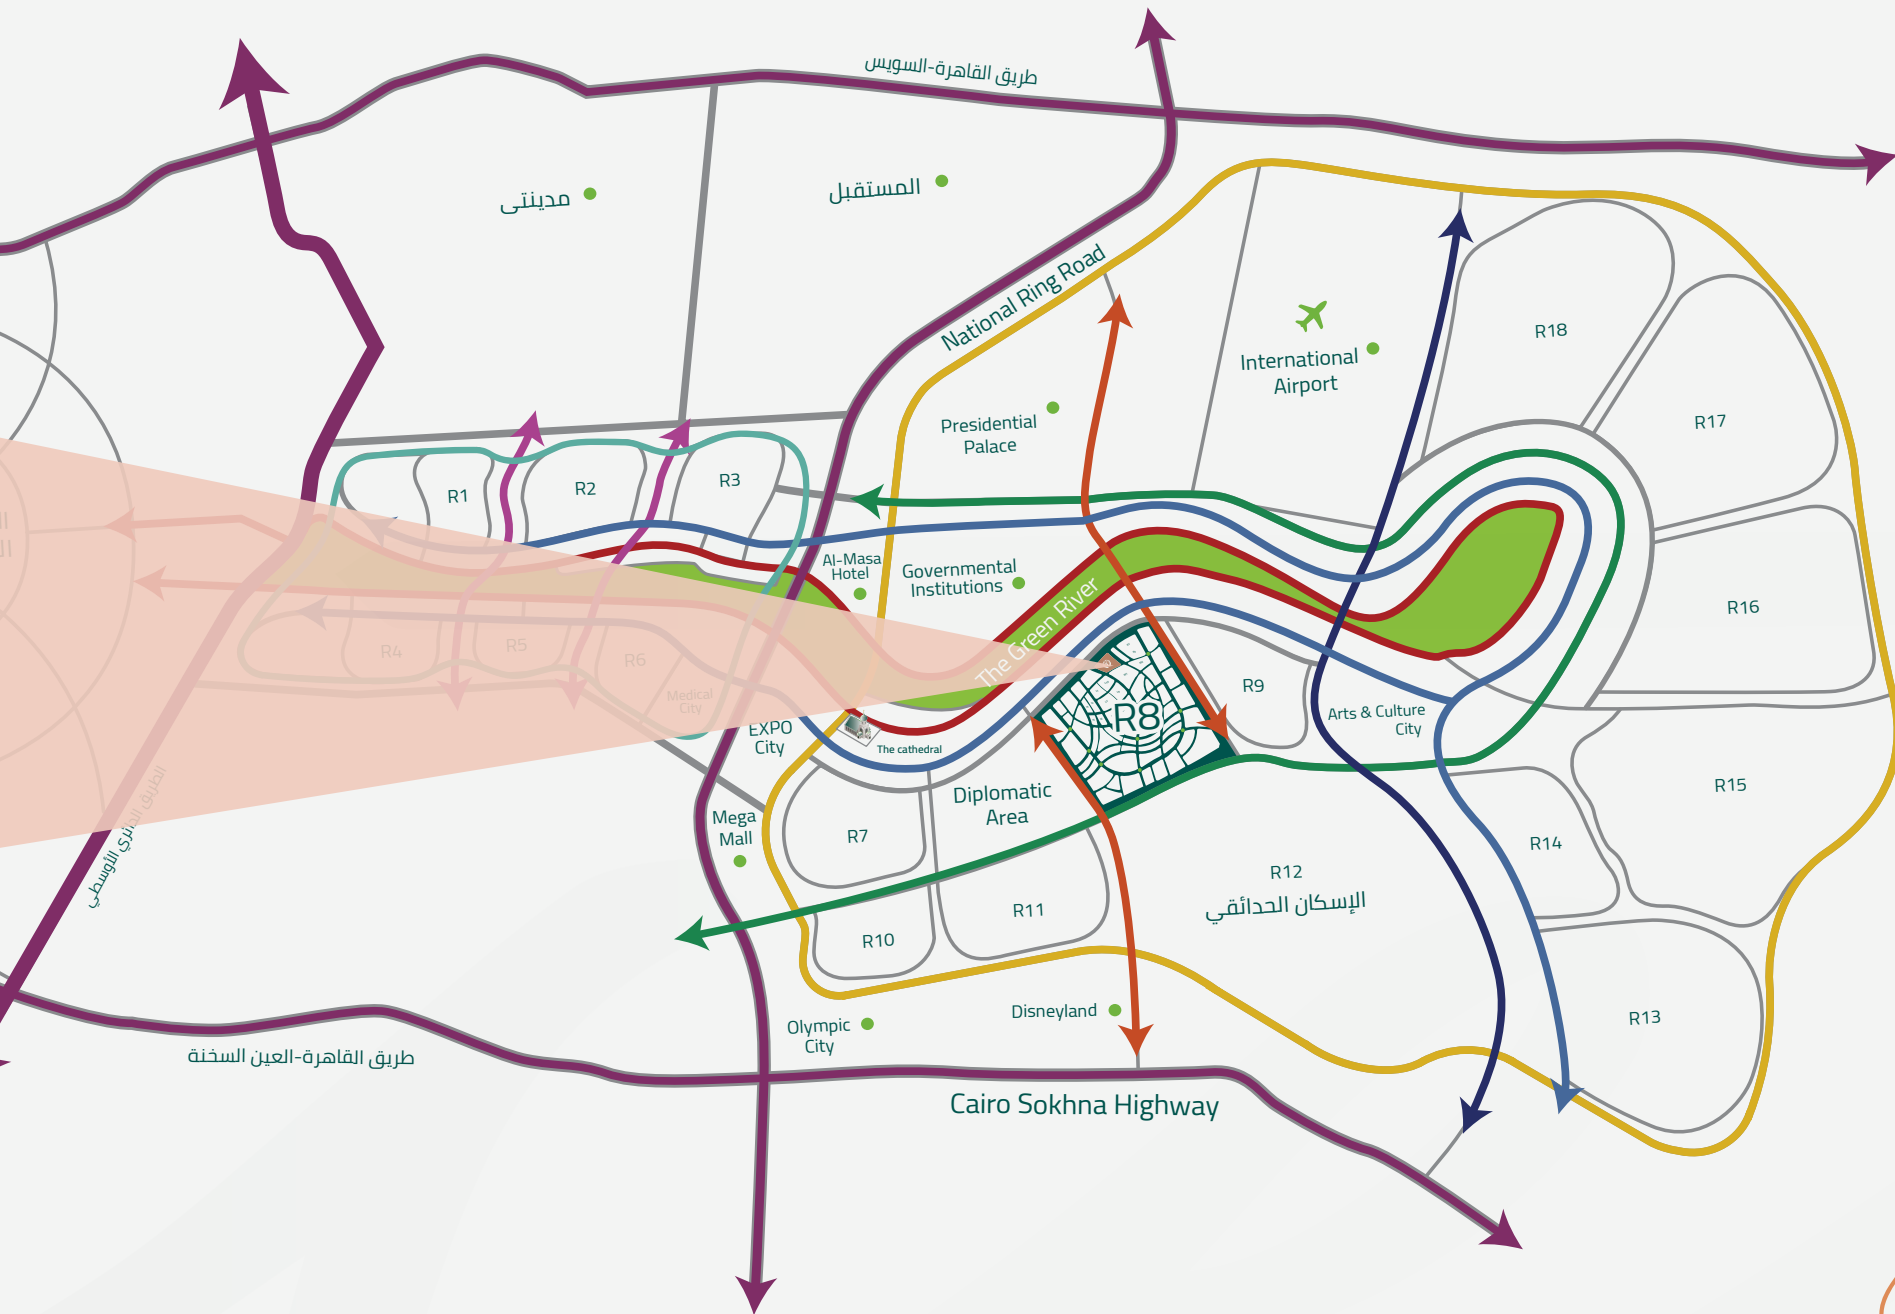 طريق القاهرة-السويس
مدينتى
المستقبل
National Ring Road
International
Airport
R18
R17
Presidential
Palace
R1
R2
R3
Al-Masa
Hotel
Governmental
Institutions
The Green River
R16
R4
R5
R6
Medical
City
R9
R8
Arts & Culture
City
EXPO
City
The cathedral
Diplomatic
Area
Mega
Mall
R7
R15
R14
R12
الإسكان الحدائقي
R11
R10
الطريق الدائري الأوسطي
R13
Disneyland
Olympic
City
طريق القاهرة-العين السخنة
Cairo Sokhna Highway